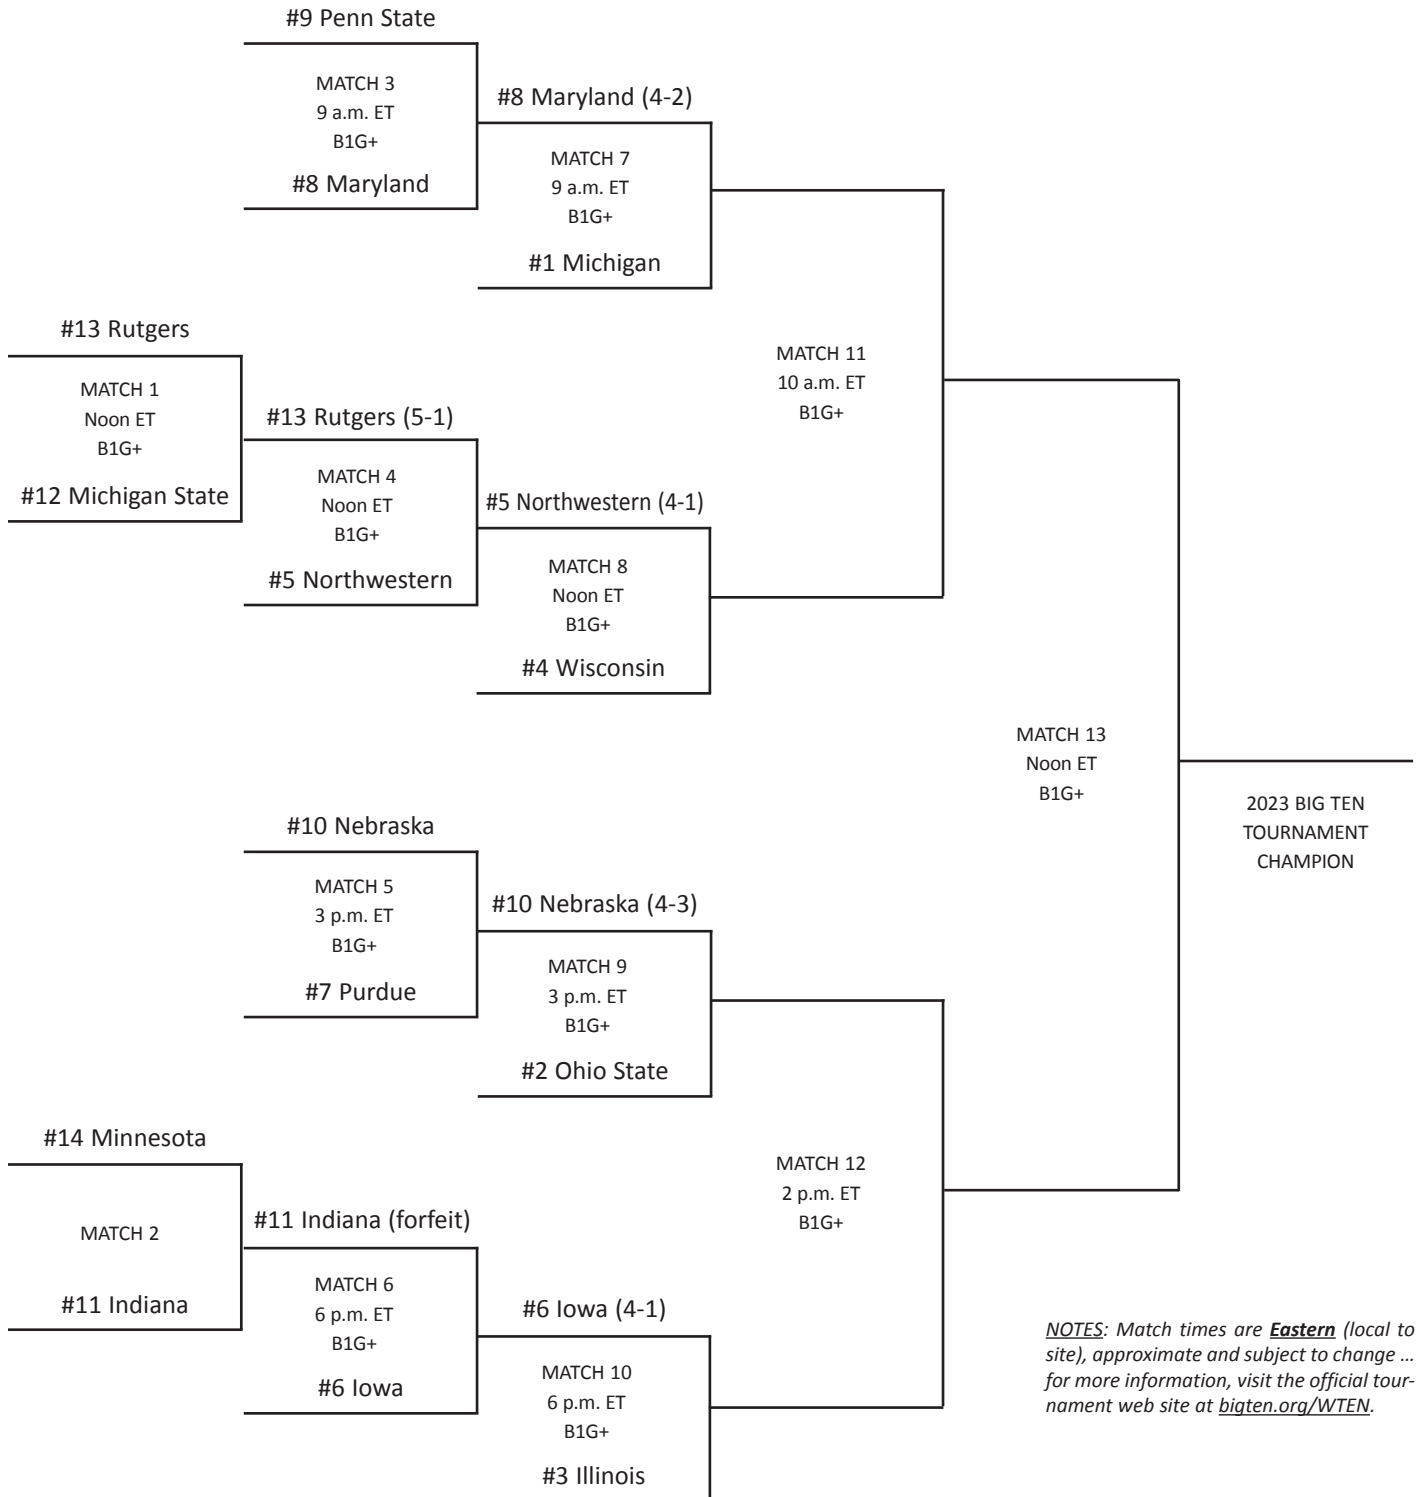 #9 Penn State
MATCH 3
9 a.m. ET
B1G+
#8 Maryland
#8 Maryland (4-2)
MATCH 7
9 a.m. ET
B1G+
#1 Michigan
#13 Rutgers
MATCH 1
Noon ET
B1G+
#12 Michigan State
#13 Rutgers (5-1)
MATCH 4
Noon ET
B1G+
#5 Northwestern
#5 Northwestern (4-1)
MATCH 8
Noon ET
B1G+
#4 Wisconsin
MATCH 11
10 a.m. ET
B1G+
#10 Nebraska
MATCH 5
3 p.m. ET
B1G+
#7 Purdue
#10 Nebraska (4-3)
MATCH 9
3 p.m. ET
B1G+
#2 Ohio State
#14 Minnesota
MATCH 2
#11 Indiana
#11 Indiana (forfeit)
MATCH 6
6 p.m. ET
B1G+
#6 Iowa
#6 Iowa (4-1)
MATCH 10
6 p.m. ET
B1G+
#3 Illinois
MATCH 12
2 p.m. ET
B1G+
MATCH 13
Noon ET
B1G+
2023 BIG TEN
TOURNAMENT
CHAMPION
NOTES: Match times are Eastern (local to
site), approximate and subject to change ...
for more information, visit the official tour-
nament web site at bigten.org/WTEN.